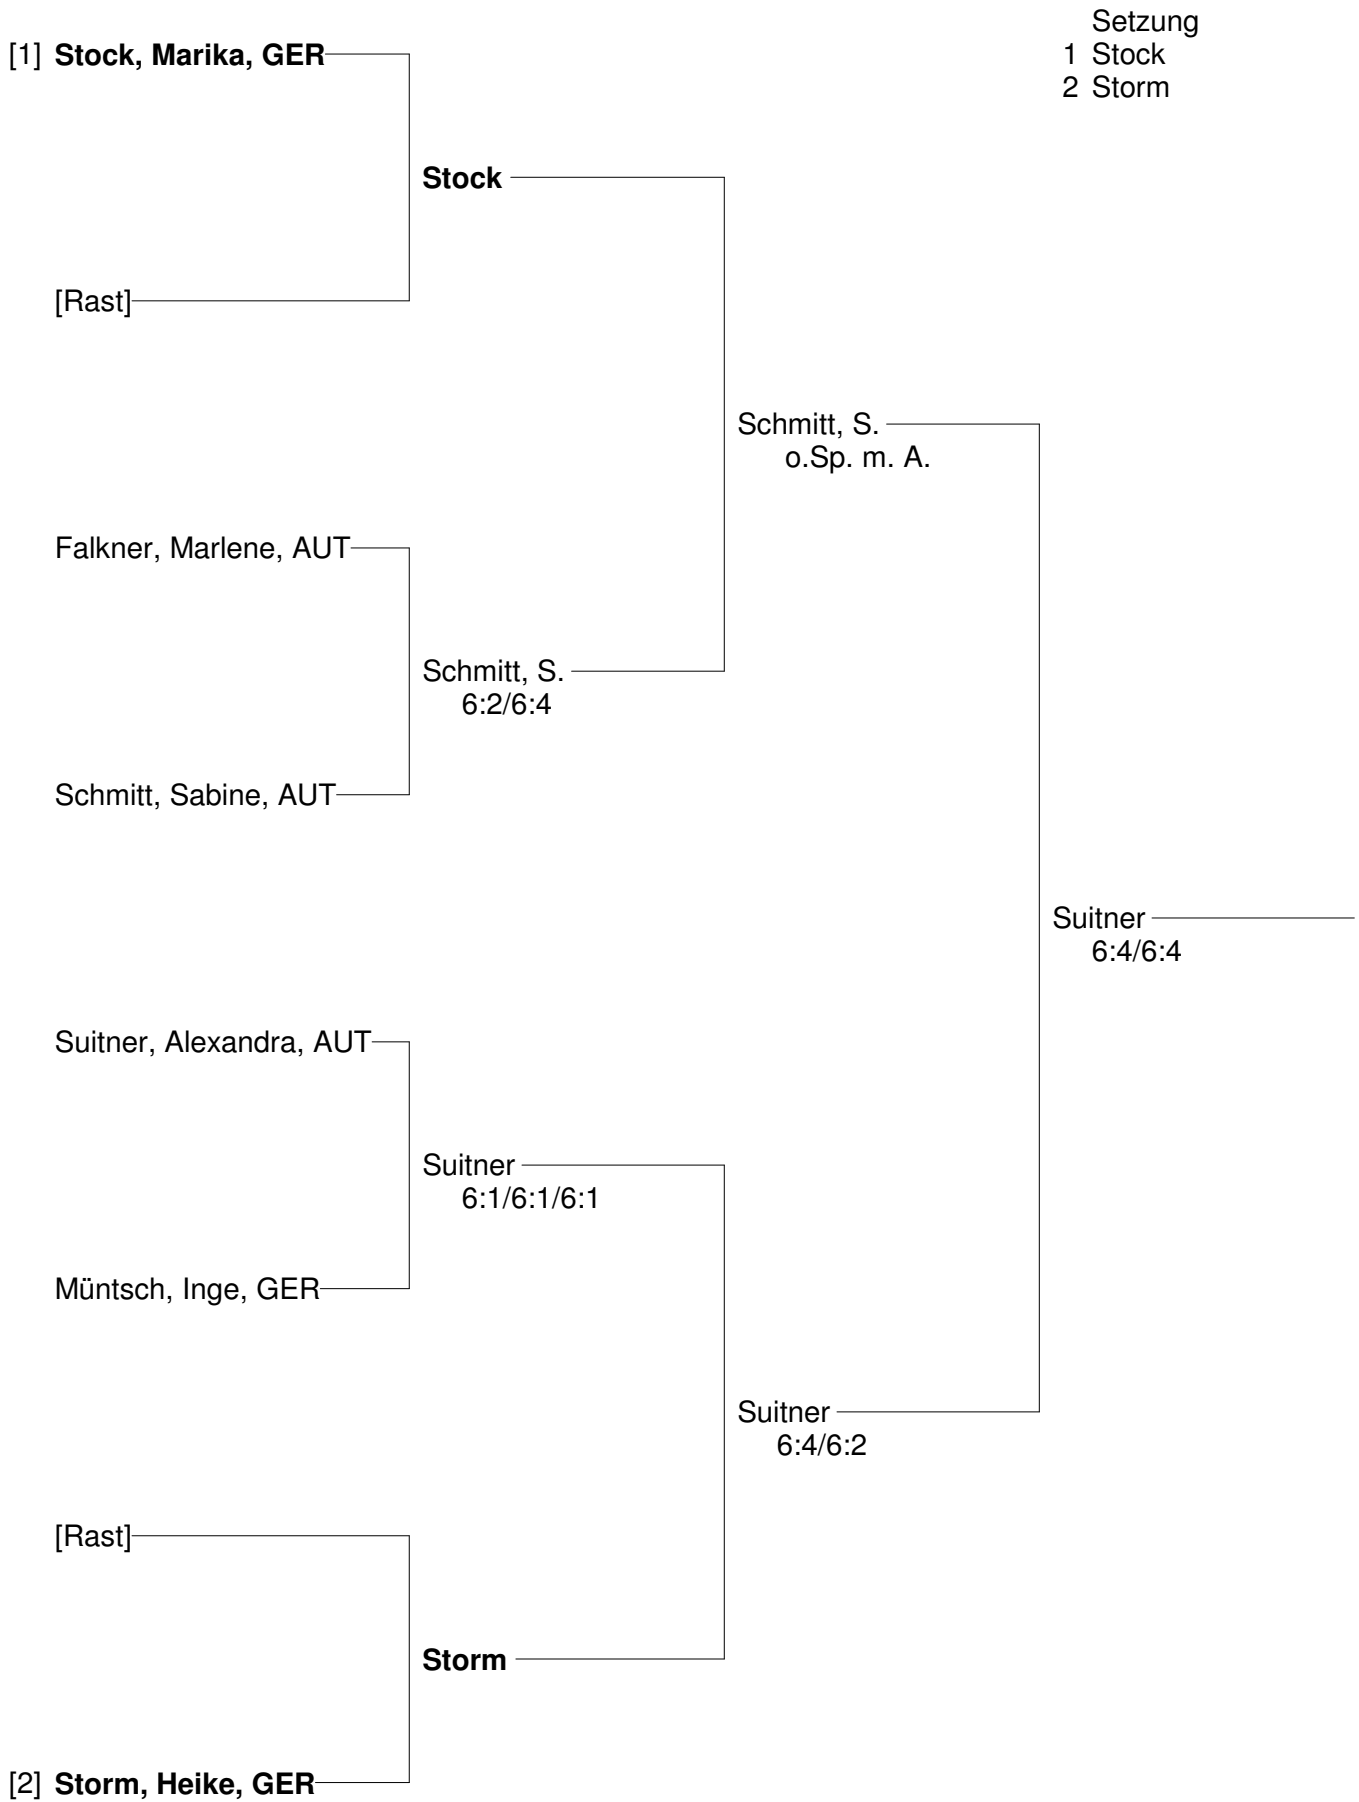 Setzung
1 Stock
2 Storm
[1] Stock, Marika, GER
Stock
[Rast]
Schmitt, S.
o.Sp. m. A.
Falkner, Marlene, AUT
Schmitt, S.
6:2/6:4
Schmitt, Sabine, AUT
Suitner
6:4/6:4
Suitner, Alexandra, AUT
Suitner
6:1/6:1/6:1
Müntsch, Inge, GER
Suitner
6:4/6:2
[Rast]
Storm
[2] Storm, Heike, GER